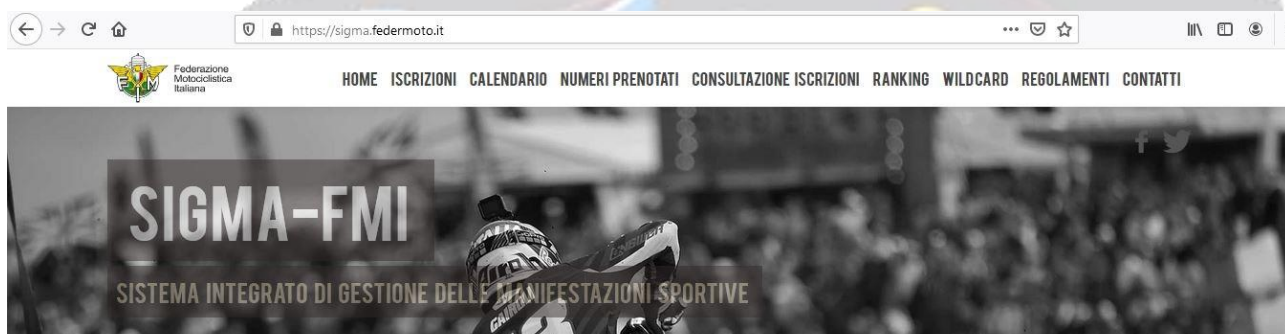 https://sigma.federmoto.it
Federazione
Motociclistica
Italiana
FMI
HOME ISCRIZIONI CALENDARIO NUMERI PRENOTATI CONSULTAZIONE ISCRIZIONI RANKING WILDCARD REGOLAMENTI CONTATTI
SIGMA-FMI
SISTEMA INTEGRATO DI GESTIONE DELLE MANIFESTAZIONI SPORTIVE